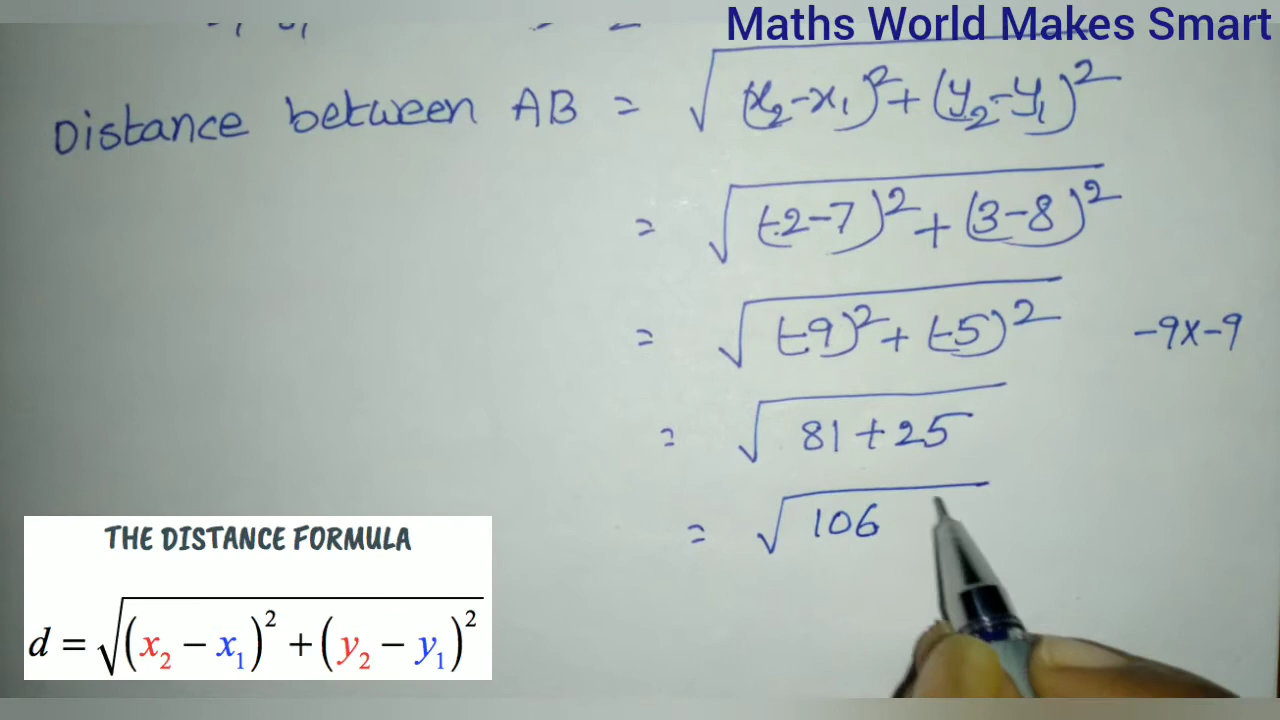 Maths World Makes Smart
Distance between AB = √(x₂-x₁)²+(y₂-y₁)²
= √(-2-7)²+(3-8)²
= √(-9)²+(-5)² -9x-9
= √81+25
= √106
THE DISTANCE FORMULA
d = √(x₂ − x₁)² + (y₂ − y₁)²